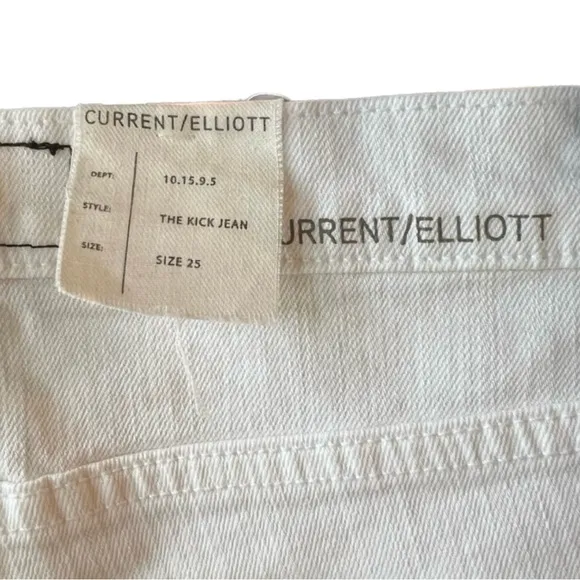 CURRENT/ELLIOTT
DEPT: 10.15.9.5
STYLE: THE KICK JEAN
SIZE: SIZE 25
URRENT/ELLIOTT